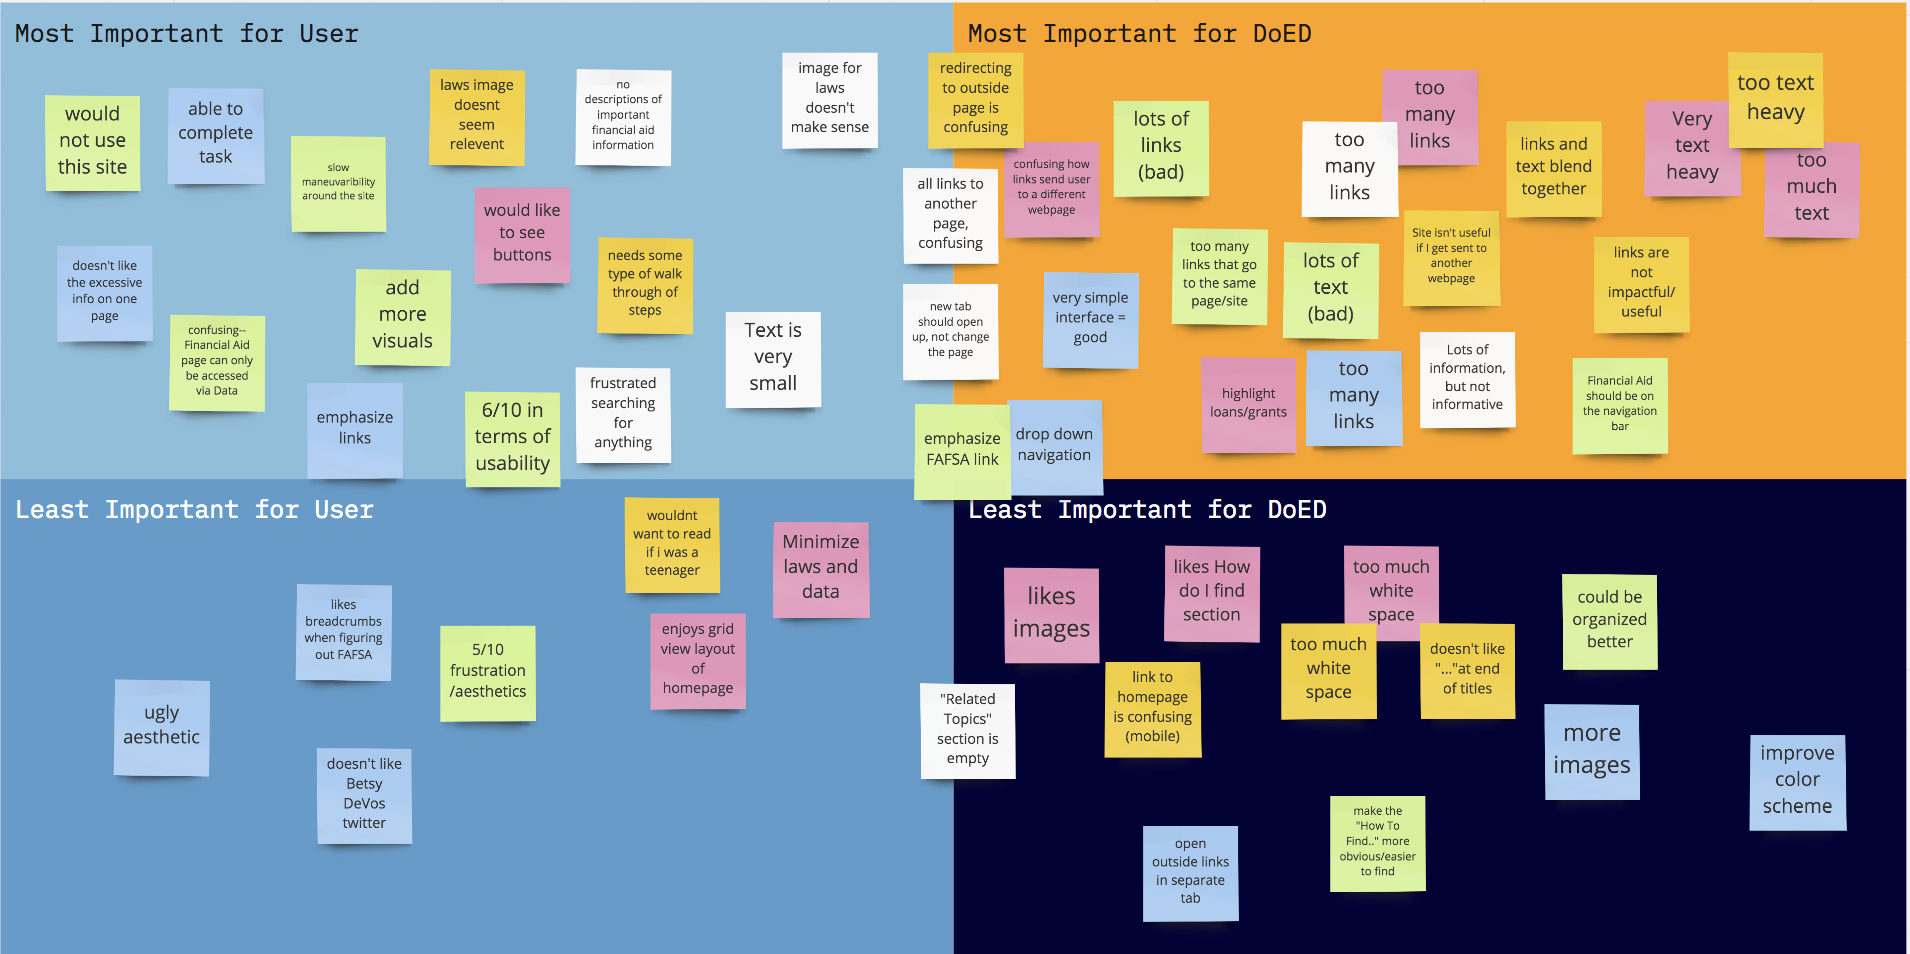 Most Important for User
would
not use
this site
able to
complete
task
slow
maneuvaribility
around the site
laws image
doesnt
seem
relevent
no
descriptions of
important
financial aid
information
image for
laws
doesn't
make sense
would like
to see
buttons
needs some
type of walk
through of
steps
doesn't like
the excessive
info on one
page
confusing--
Financial Aid
page can only
be accessed
via Data
add
more
visuals
emphasize
links
6/10 in
terms of
usability
frustrated
searching
for
anything
Text is
very
small
Most Important for DoED
redirecting
to outside
page is
confusing
all links to
another
page,
confusing
confusing how
links send user
to a different
webpage
new tab
should open
up, not change
the page
emphasize
FAFSA link
drop down
navigation
very simple
interface =
good
lots of
links
(bad)
too many
links that go
to the same
page/site
too
many
links
too
many
links
lots of
text
(bad)
highlight
loans/grants
too
many
links
Site isn't useful
if I get sent to
another
webpage
Lots of
information,
but not
informative
links and
text blend
together
links are
not
impactful/
useful
Financial Aid
should be on
the navigation
bar
Very
text
heavy
too text
heavy
too
much
text
Least Important for User
wouldnt
want to read
if i was a
teenager
Minimize
laws and
data
likes
breadcrumbs
when figuring
out FAFSA
5/10
frustration
/aesthetics
enjoys grid
view layout
of
homepage
ugly
aesthetic
doesn't like
Betsy
DeVos
twitter
Least Important for DoED
likes
images
likes How
do I find
section
too much
white
space
too much
white
space
doesn't like
"..."at end
of titles
could be
organized
better
"Related
Topics"
section is
empty
link to
homepage
is confusing
(mobile)
more
images
improve
color
scheme
open
outside links
in separate
tab
make the
"How To
Find.." more
obvious/easier
to find